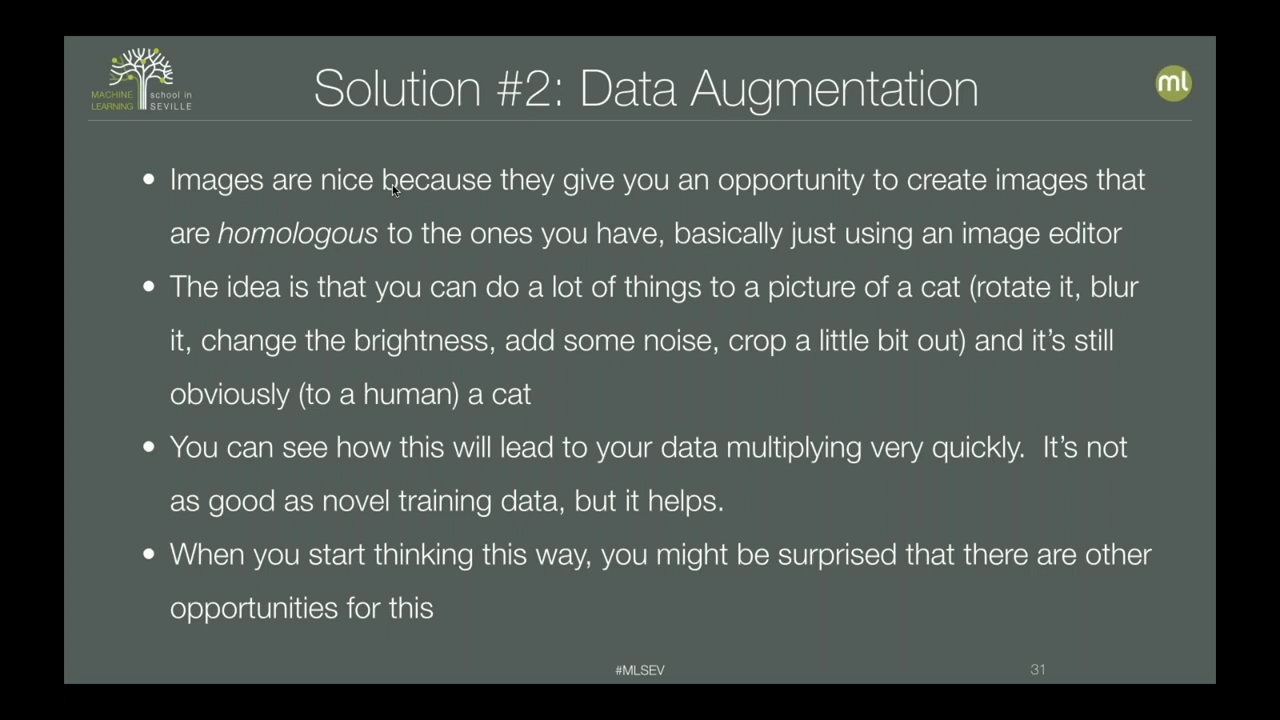 MACHINE LEARNING
school in SEVILLE
Solution #2: Data Augmentation
ml
• Images are nice because they give you an opportunity to create images that
are homologous to the ones you have, basically just using an image editor
• The idea is that you can do a lot of things to a picture of a cat (rotate it, blur
it, change the brightness, add some noise, crop a little bit out) and it’s still
obviously (to a human) a cat
• You can see how this will lead to your data multiplying very quickly. It’s not
as good as novel training data, but it helps.
• When you start thinking this way, you might be surprised that there are other
opportunities for this
#MLSEV
31